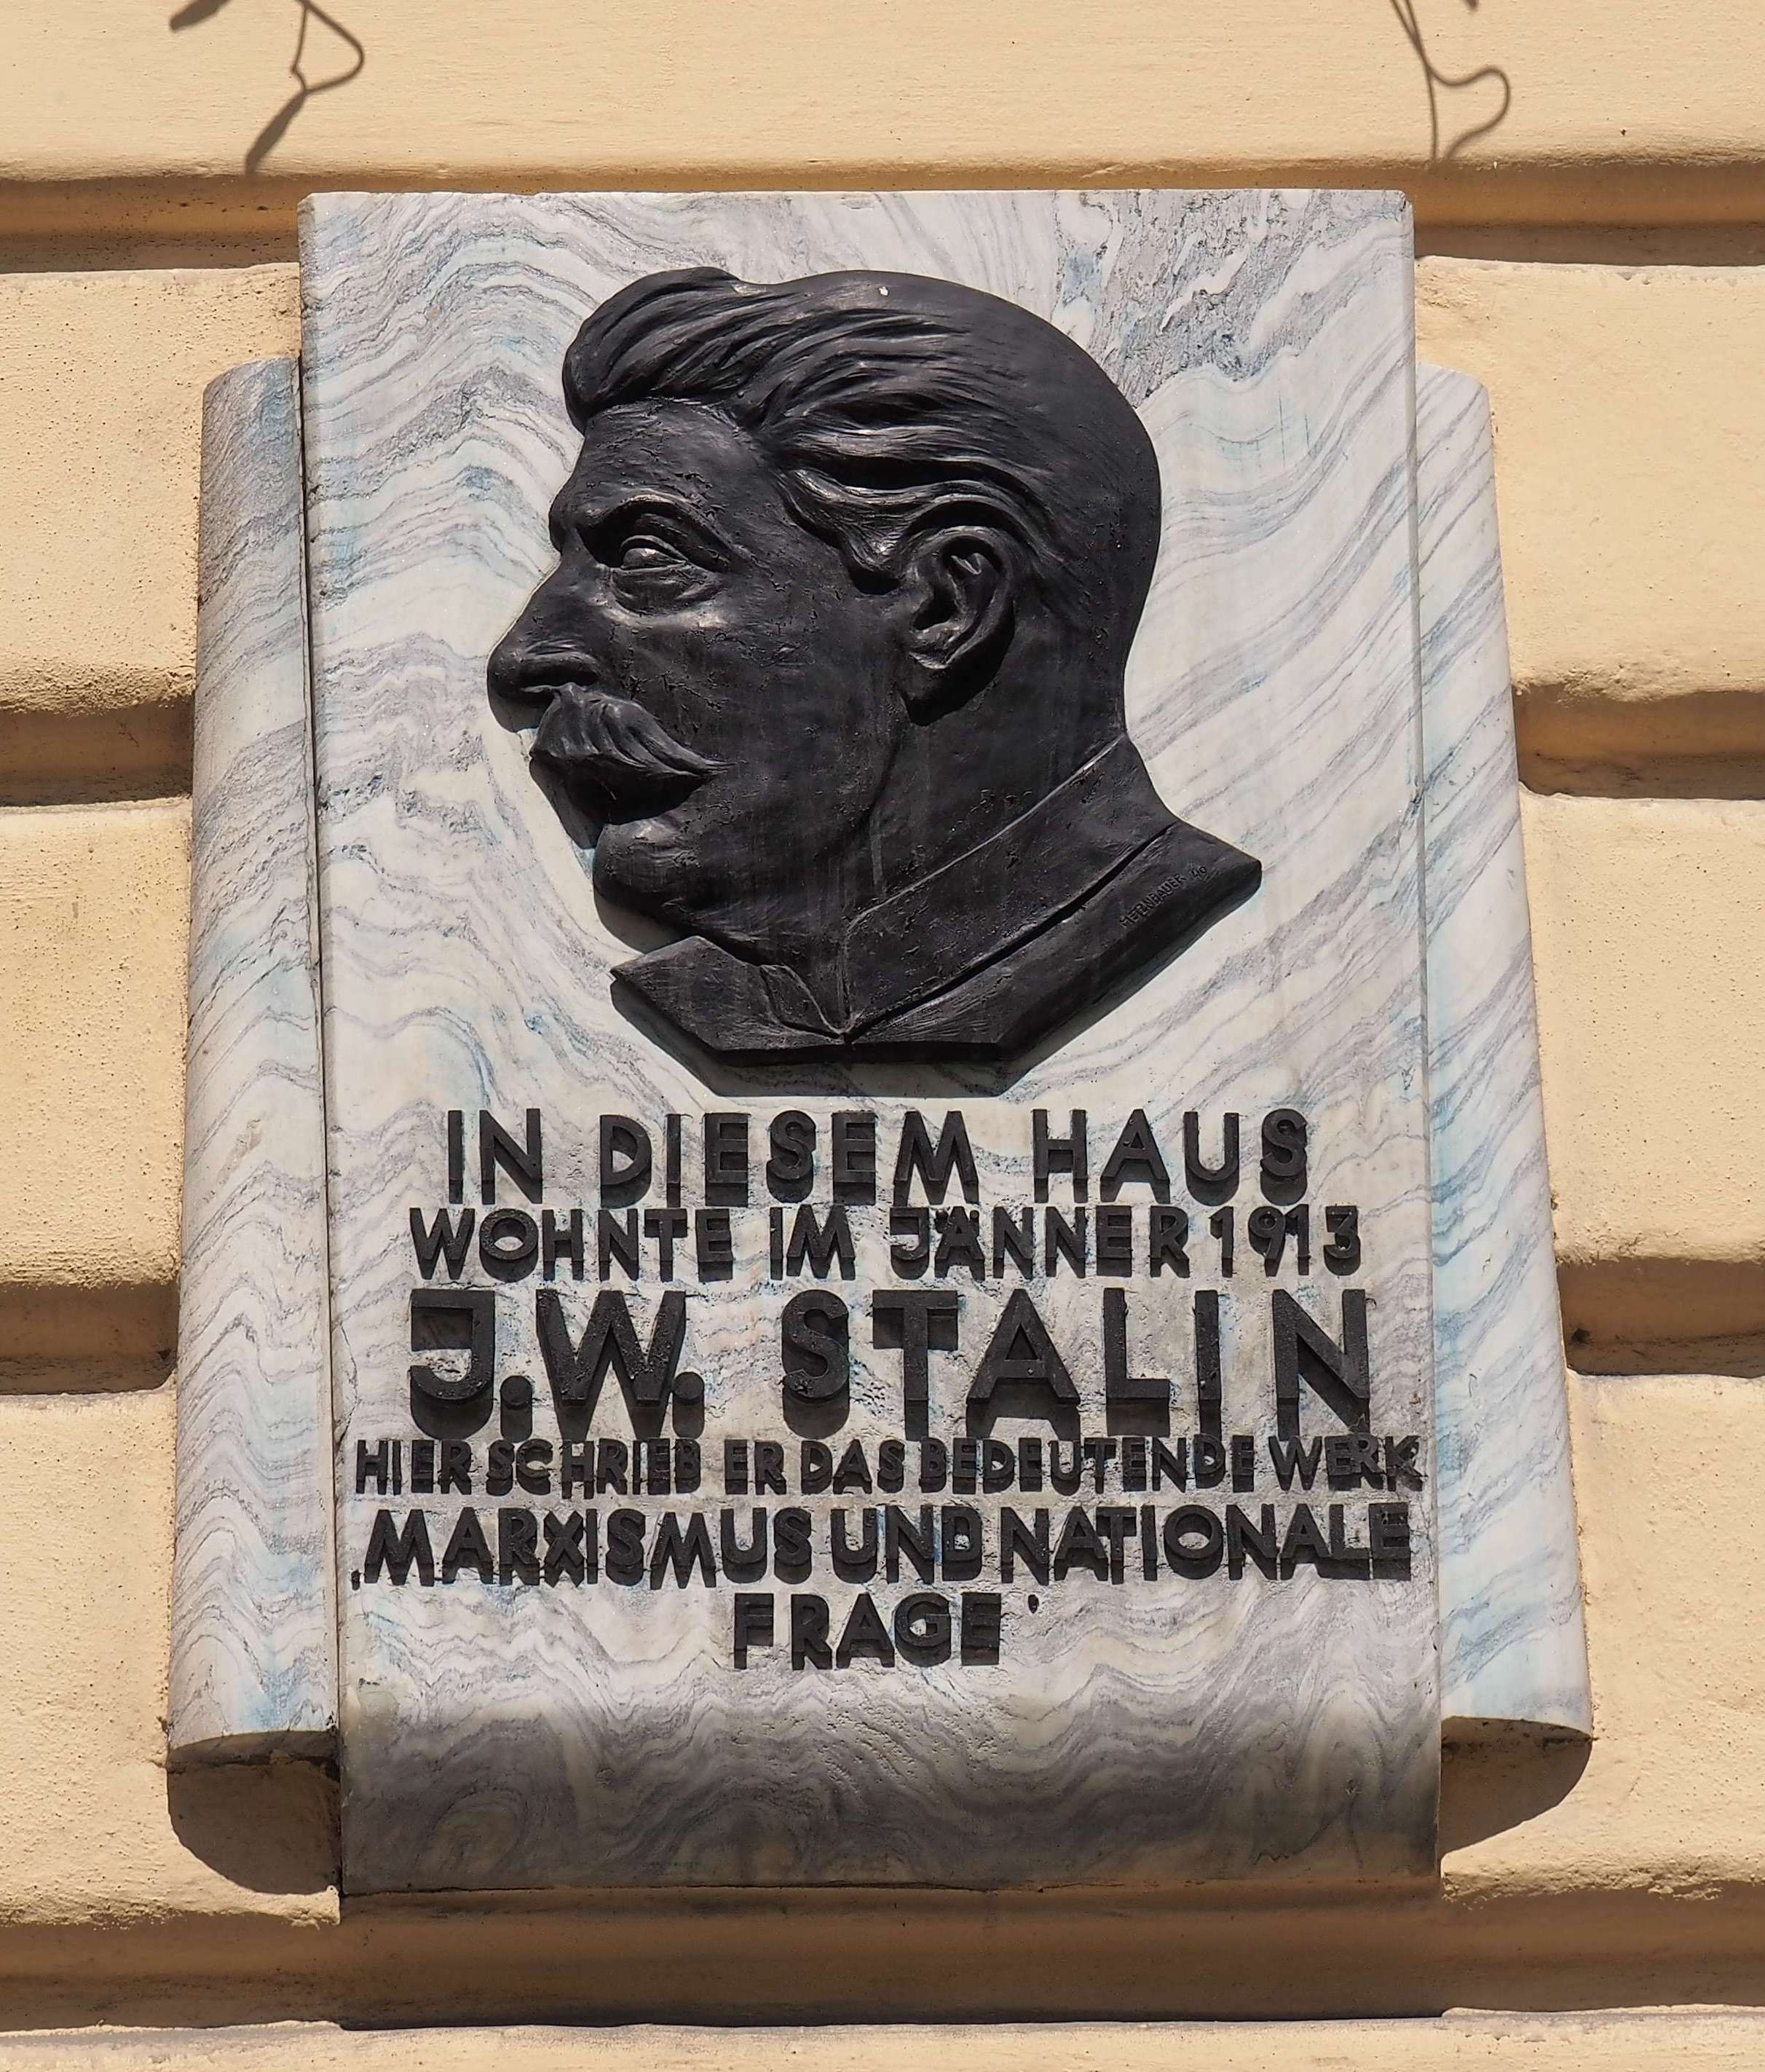 IN DIESEM HAUS
WOHNTE IM JÄNNER 1913
J.W. STALIN
HIER SCHRIEB ER DAS BEDEUTENDE WERK
‚MARXISMUS UND NATIONALE
FRAGE‘